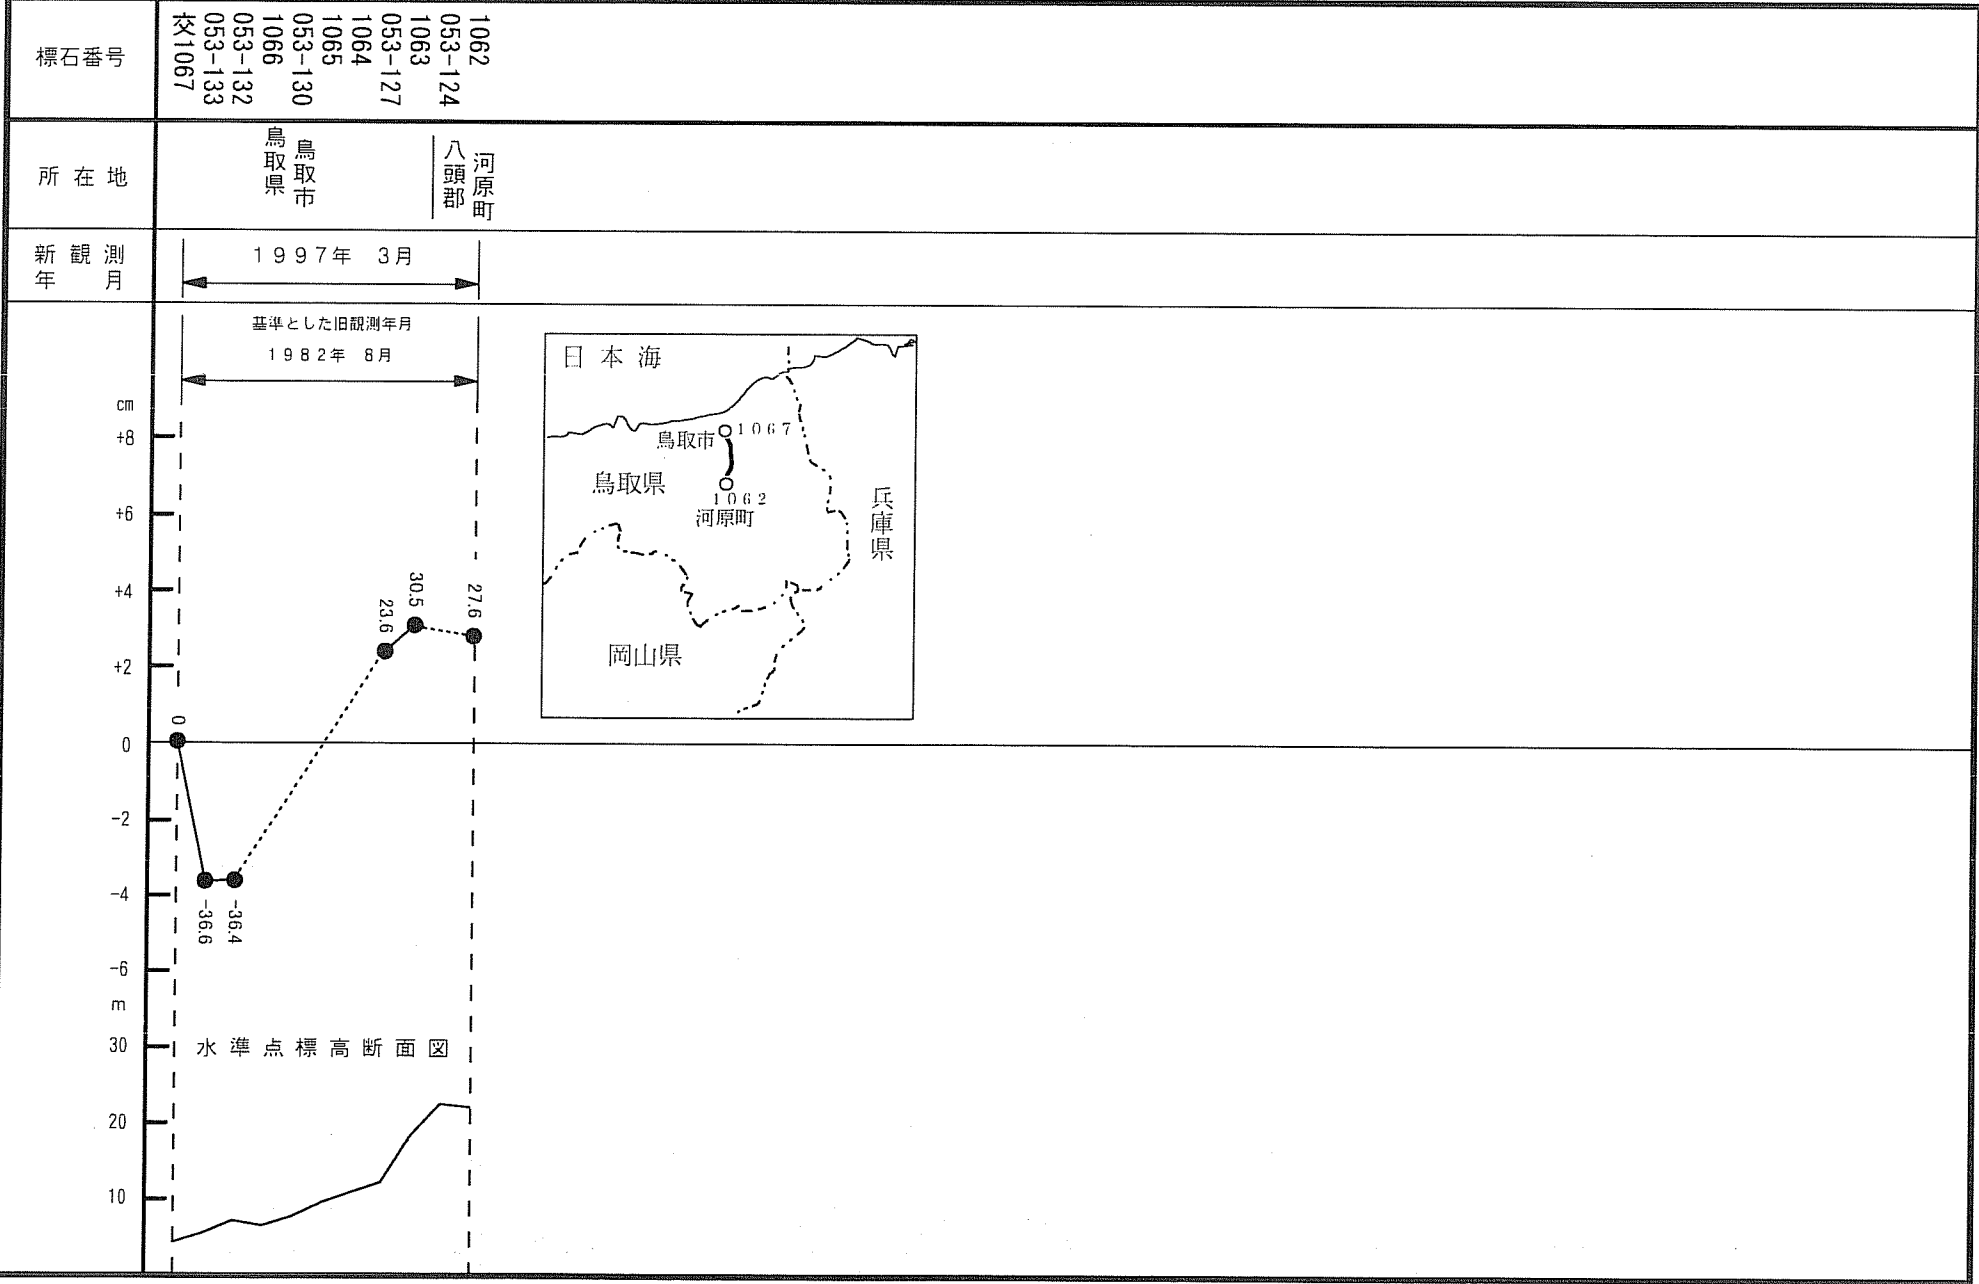 標石番号
交1067
053-133
053-132
1066
053-130
1065
1064
053-127
1063
053-124
1062
所在地
鳥取県
鳥取市
八頭郡
河原町
新観測
年月
1997年 3月
基準とした旧観測年月
1982年 8月
cm
+8
+6
+4
+2
0
-2
-4
-6
0
-36.6
-36.4
23.6
30.5
27.6
日本海
1067
鳥取市
鳥取県
1062
河原町
兵庫県
岡山県
m
30
20
10
水準点標高断面図